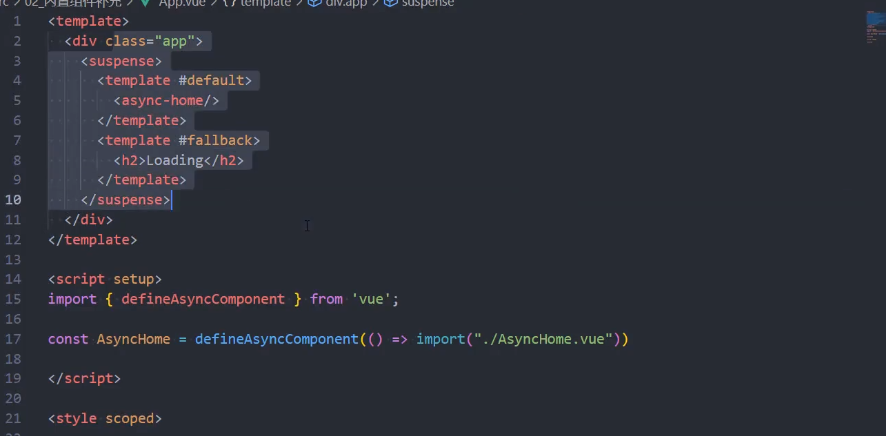 rc > 02_内置组件补充 > App.vue > {} template > div.app > suspense
1 <template>
2 <div class="app">
3 <suspense>
4 <template #default>
5 <async-home/>
6 </template>
7 <template #fallback>
8 <h2>Loading</h2>
9 </template>
10 </suspense>
11 </div>
12 </template>
13
14 <script setup>
15 import { defineAsyncComponent } from 'vue';
16
17 const AsyncHome = defineAsyncComponent(() => import("./AsyncHome.vue"))
18
19 </script>
20
21 <style scoped>